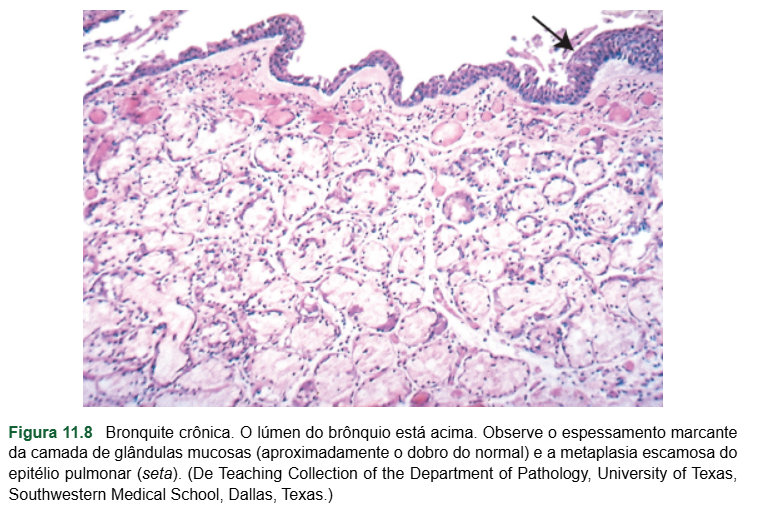 Figura 11.8 Bronquite crônica. O lúmen do brônquio está acima. Observe o espessamento marcante
da camada de glândulas mucosas (aproximadamente o dobro do normal) e a metaplasia escamosa do
epitélio pulmonar (seta). (De Teaching Collection of the Department of Pathology, University of Texas,
Southwestern Medical School, Dallas, Texas.)